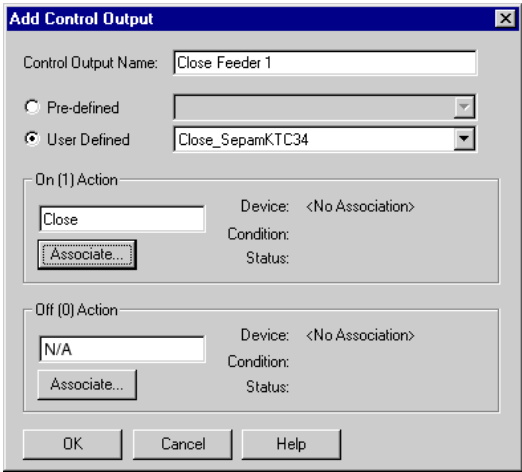 Add Control Output
Control Output Name: Close Feeder 1
Pre-defined
User Defined Close_SepamKTC34
On (1) Action
Close
Device: <No Association>
Associate...
Condition:
Status:
Off (0) Action
N/A
Device: <No Association>
Condition:
Associate...
Status:
OK Cancel Help